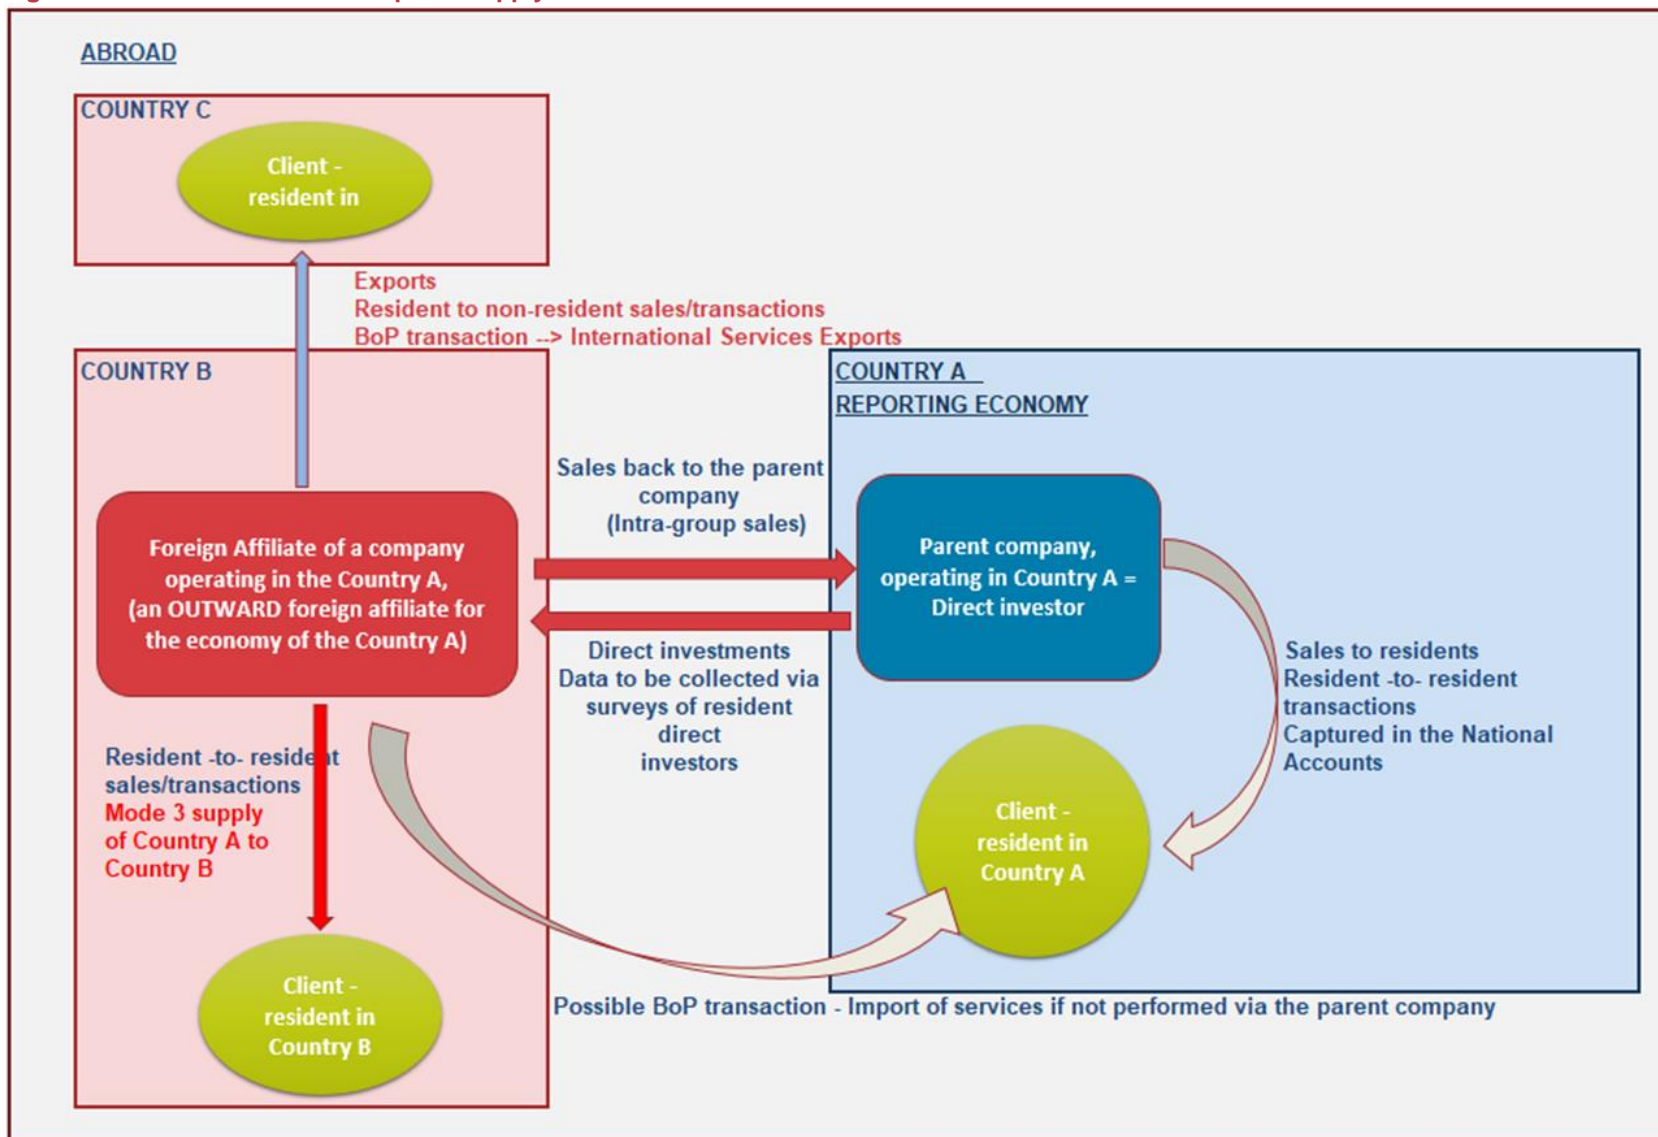 ABROAD
COUNTRY C
Client -
resident in
Exports
Resident to non-resident sales/transactions
BoP transaction --> International Services Exports
COUNTRY B
COUNTRY A
REPORTING ECONOMY
Sales back to the parent
company
(Intra-group sales)
Foreign Affiliate of a company
operating in the Country A,
(an OUTWARD foreign affiliate for
the economy of the Country A)
Parent company,
operating in Country A =
Direct investor
Direct investments
Data to be collected via
surveys of resident
direct
investors
Sales to residents
Resident -to- resident
transactions
Captured in the National
Accounts
Resident -to- resident
sales/transactions
Mode 3 supply
of Country A to
Country B
Client -
resident in
Country A
Client -
resident in
Country B
Possible BoP transaction - Import of services if not performed via the parent company